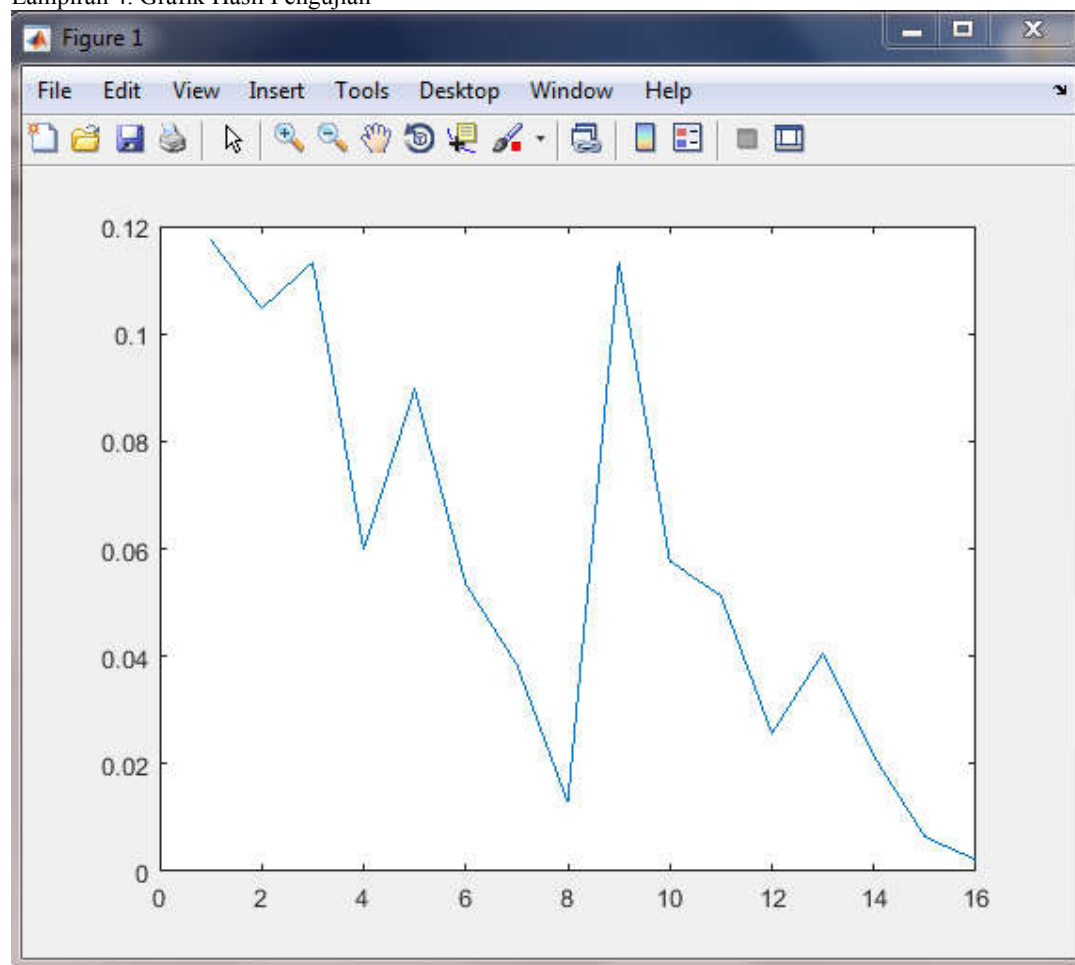 Lampiran 4. Grafik Hasil Pengujian
Figure 1
File Edit View Insert Tools Desktop Window Help
0.12
0.1
0.08
0.06
0.04
0.02
0
0 2 4 6 8 10 12 14 16